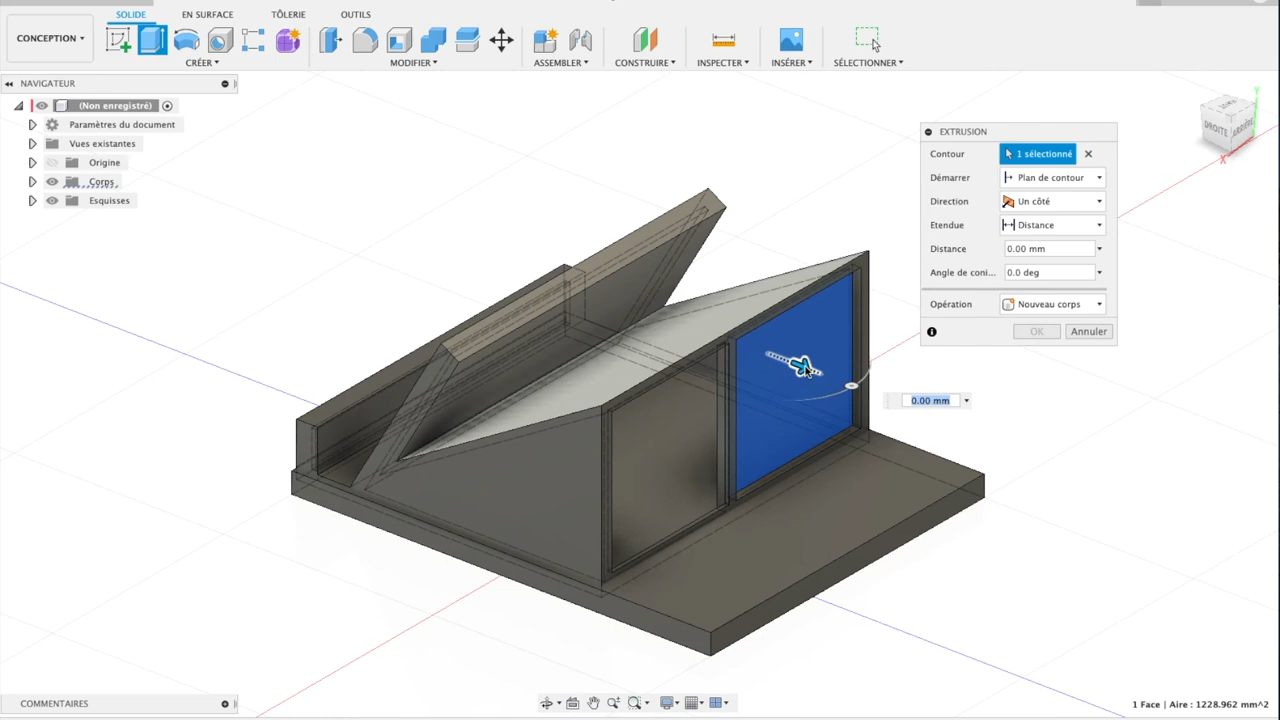 SOLIDE EN SURFACE TÔLERIE OUTILS
CONCEPTION
CRÉER MODIFIER ASSEMBLER CONSTRUIRE INSPECTER INSÉRER SÉLECTIONNER
NAVIGATEUR
(Non enregistré)
Paramètres du document
Vues existantes
Origine
Corps
Esquisses
DROITE ARRIÈRE
Y
X
EXTRUSION
Contour 1 sélectionné
Démarrer Plan de contour
Direction Un côté
Etendue Distance
Distance 0.00 mm
Angle de coni... 0.0 deg
Opération Nouveau corps
OK Annuler
0.00 mm
COMMENTAIRES
1 Face | Aire : 1228.962 mm^2